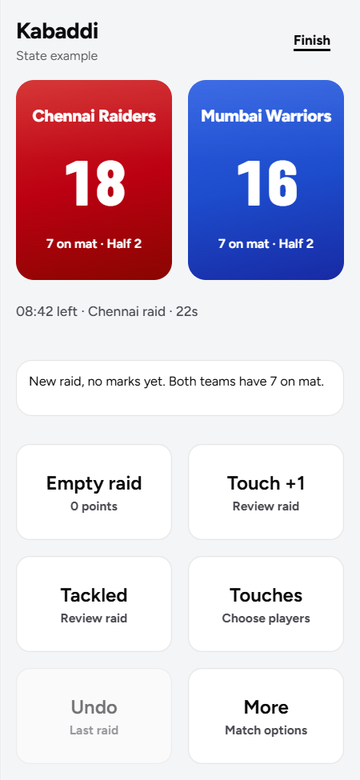 Kabaddi
State example
Finish
Chennai Raiders
18
7 on mat · Half 2
Mumbai Warriors
16
7 on mat · Half 2
08:42 left · Chennai raid · 22s
New raid, no marks yet. Both teams have 7 on mat.
Empty raid
0 points
Touch +1
Review raid
Tackled
Review raid
Touches
Choose players
Undo
Last raid
More
Match options